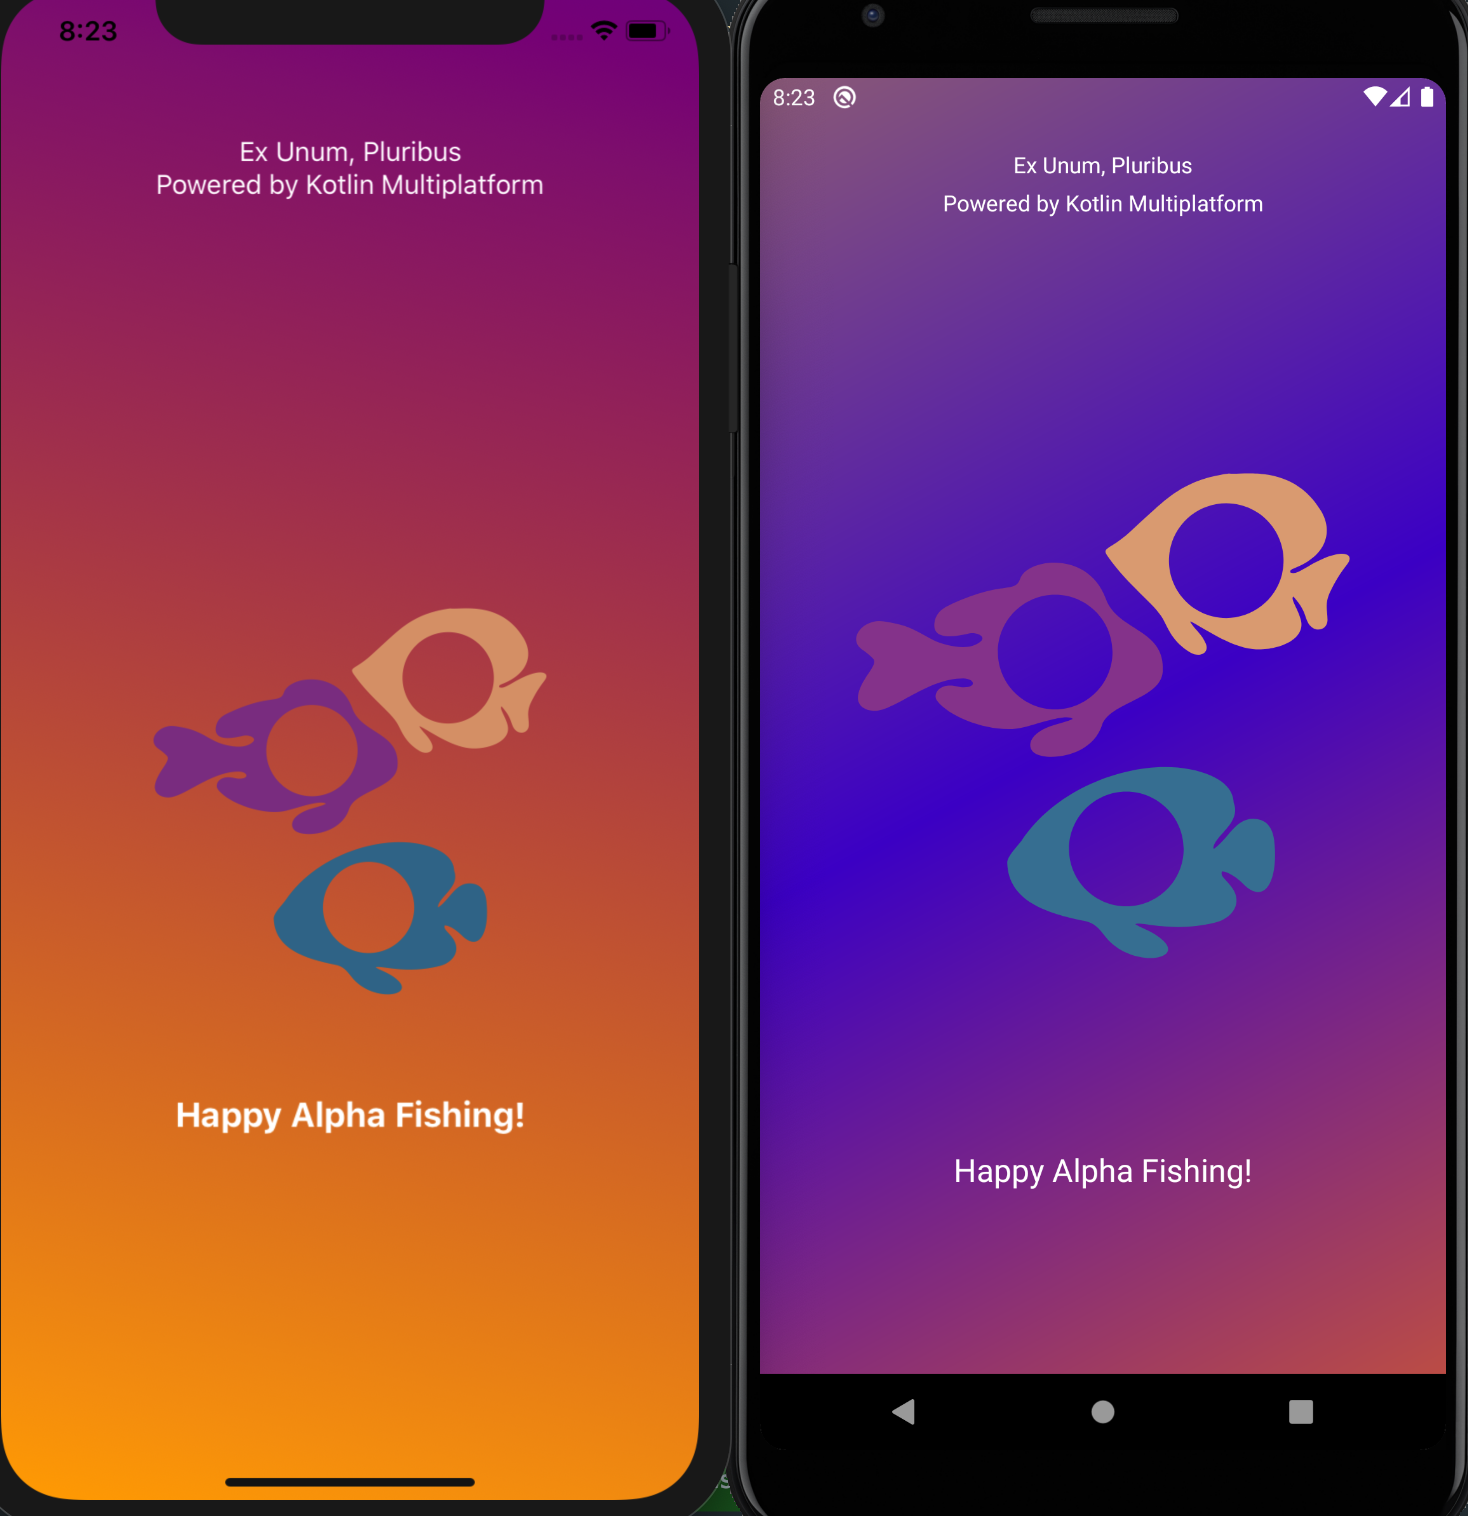 8:23
Ex Unum, Pluribus
Powered by Kotlin Multiplatform
Happy Alpha Fishing!
8:23
Ex Unum, Pluribus
Powered by Kotlin Multiplatform
Happy Alpha Fishing!